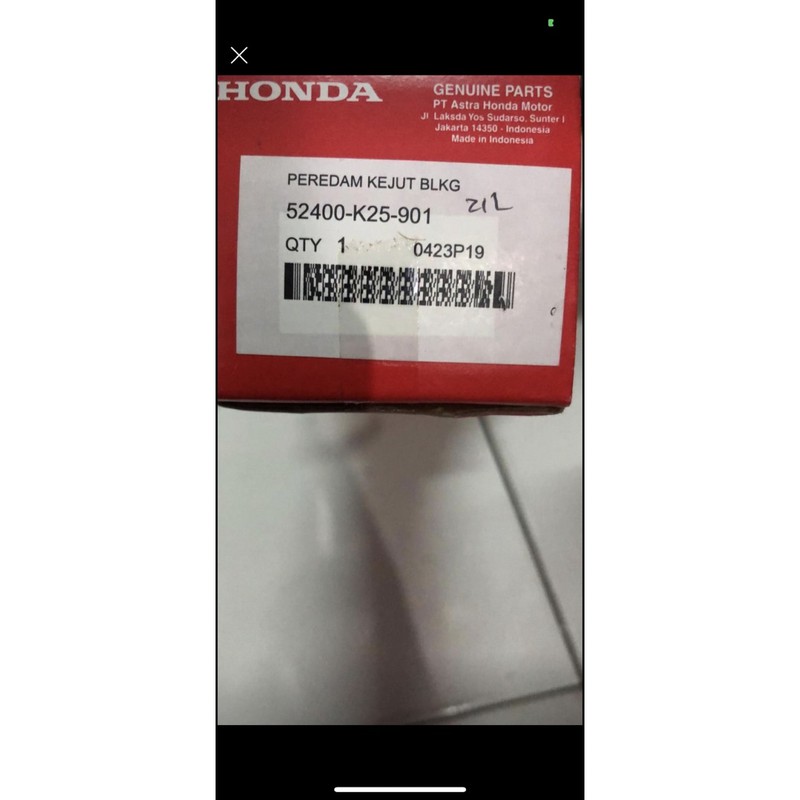 HONDA
GENUINE PARTS
PT Astra Honda Motor
Jl. Laksda Yos Sudarso, Sunter I
Jakarta 14350 - Indonesia
Made in Indonesia
PEREDAM KEJUT BLKG
52400-K25-901
QTY 1
0423P19